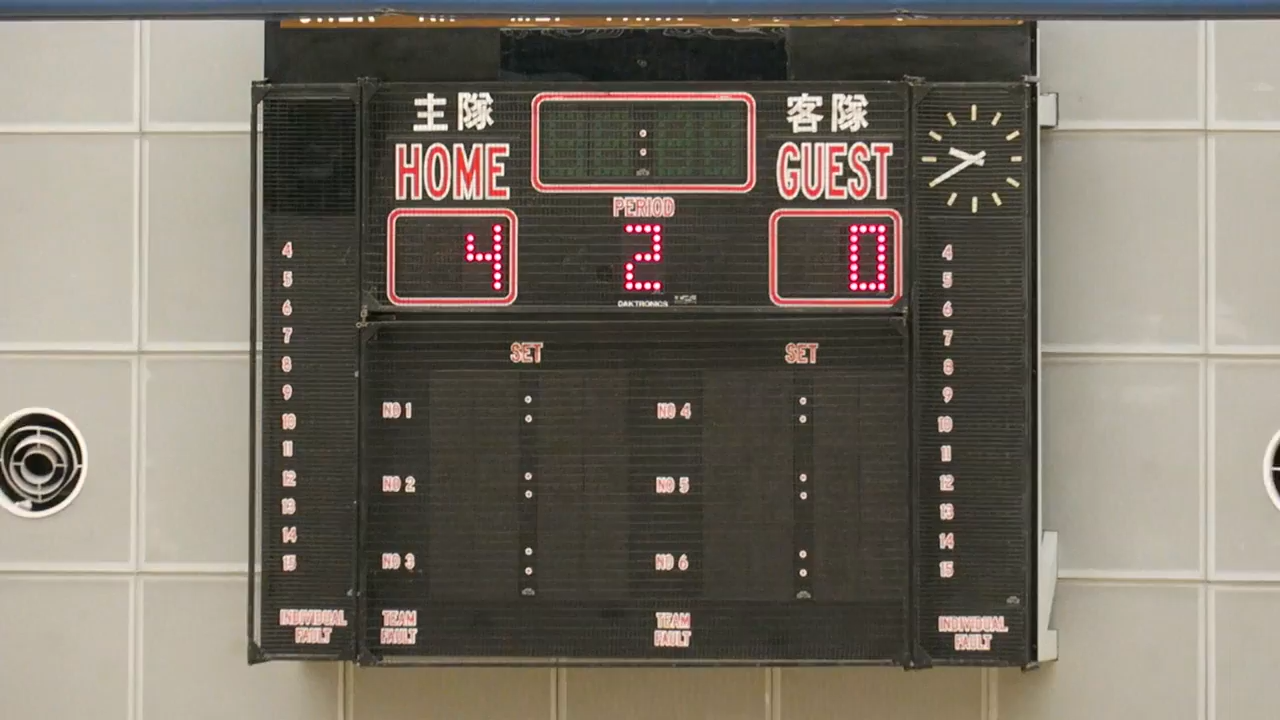 主隊
客隊
HOME
GUEST
PERIOD
4
2
0
DAKTRONICS
4
5
6
7
8
9
10
11
12
13
14
15
INDIVIDUAL
FAULT
SET
SET
NO 1
NO 4
NO 2
NO 5
NO 3
NO 6
TEAM
FAULT
TEAM
FAULT
4
5
6
7
8
9
10
11
12
13
14
15
INDIVIDUAL
FAULT